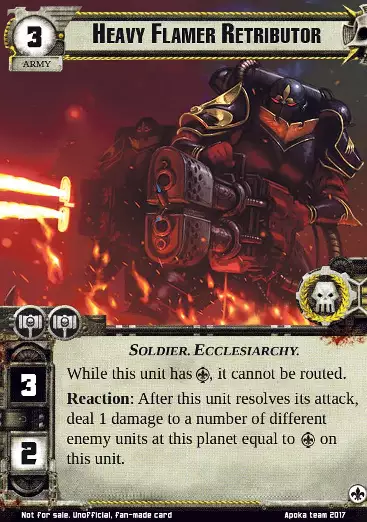 3
HEAVY FLAMER RETRIBUTOR
ARMY
SOLDIER. ECCLESIARCHY.
While this unit has , it cannot be routed.
Reaction: After this unit resolves its attack,
deal 1 damage to a number of different
enemy units at this planet equal to on
this unit.
3
2
Not for sale. Unofficial, fan-made card
Apoka team 2017